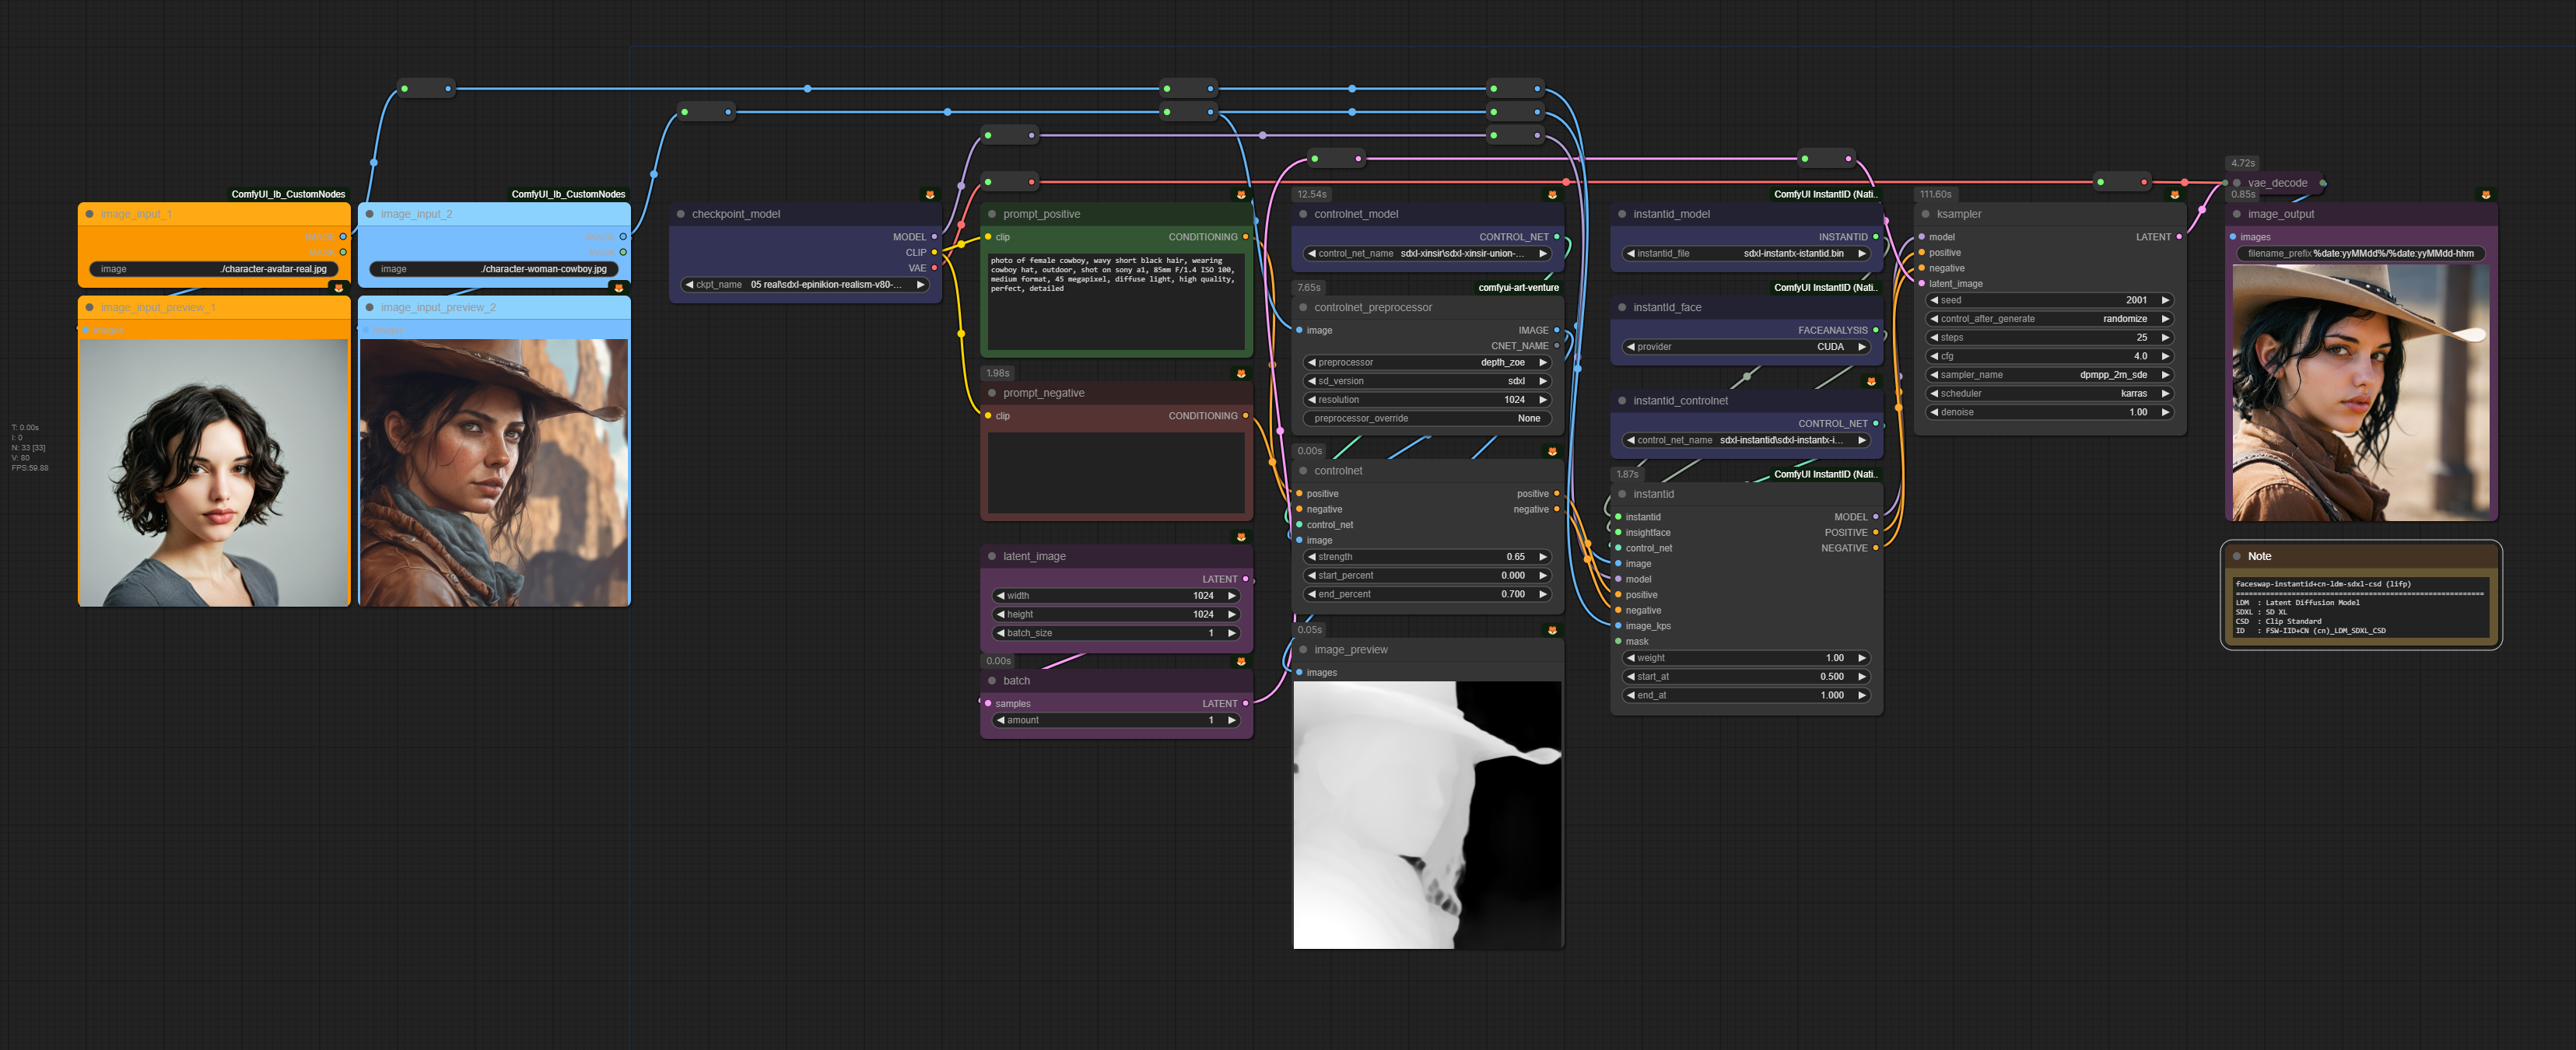 T: 0.00s
I: 0
N: 33 [33]
V: 80
FPS:59.88
ComfyUI_Ib_CustomNodes
image_input_1
IMAGE
MASK
image ./character-avatar-real.jpg
image_input_preview_1
images
ComfyUI_Ib_CustomNodes
image_input_2
IMAGE
MASK
image ./character-woman-cowboy.jpg
image_input_preview_2
images
checkpoint_model
MODEL
CLIP
VAE
ckpt_name 05 real\sdxl-epinikion-realism-v80-...
prompt_positive
clip CONDITIONING
photo of female cowboy, wavy short black hair, wearing
cowboy hat, outdoor, shot on sony a1, 85mm F/1.4 ISO 100,
medium format, 45 megapixel, diffuse light, high quality,
perfect, detailed
1.98s
prompt_negative
clip CONDITIONING
latent_image
LATENT
width 1024
height 1024
batch_size 1
0.00s
batch
samples LATENT
amount 1
12.54s
controlnet_model
CONTROL_NET
control_net_name sdxl-xinsir\sdxl-xinsir-union-...
7.65s comfyui-art-venture
controlnet_preprocessor
image IMAGE
CNET_NAME
preprocessor depth_zoe
sd_version sdxl
resolution 1024
preprocessor_override None
0.00s
controlnet
positive positive
negative negative
control_net
image
strength 0.65
start_percent 0.000
end_percent 0.700
0.05s
image_preview
images
ComfyUI InstantID (Nati..
instantid_model
INSTANTID
instantid_file sdxl-instantx-istantid.bin
ComfyUI InstantID (Nati..
instantId_face
FACEANALYSIS
provider CUDA
instantid_controlnet
CONTROL_NET
control_net_name sdxl-instantid\sdxl-instantx-i...
1.87s ComfyUI InstantID (Nati..
instantid
instantid MODEL
insightface POSITIVE
control_net NEGATIVE
image
model
positive
negative
image_kps
mask
weight 1.00
start_at 0.500
end_at 1.000
111.60s
ksampler
model LATENT
positive
negative
latent_image
seed 2001
control_after_generate randomize
steps 25
cfg 4.0
sampler_name dpmpp_2m_sde
scheduler karras
denoise 1.00
4.72s
vae_decode
0.85s
image_output
images
filename_prefix %date:yyMMdd%/%date:yyMMdd-hhm
Note
faceswap-instantid+cn-ldm-sdxl-csd (lifp)
==============================================================
LDM : Latent Diffusion Model
SDXL : SD XL
CSD : Clip Standard
ID : FSW-IID+CN (cn)_LDM_SDXL_CSD